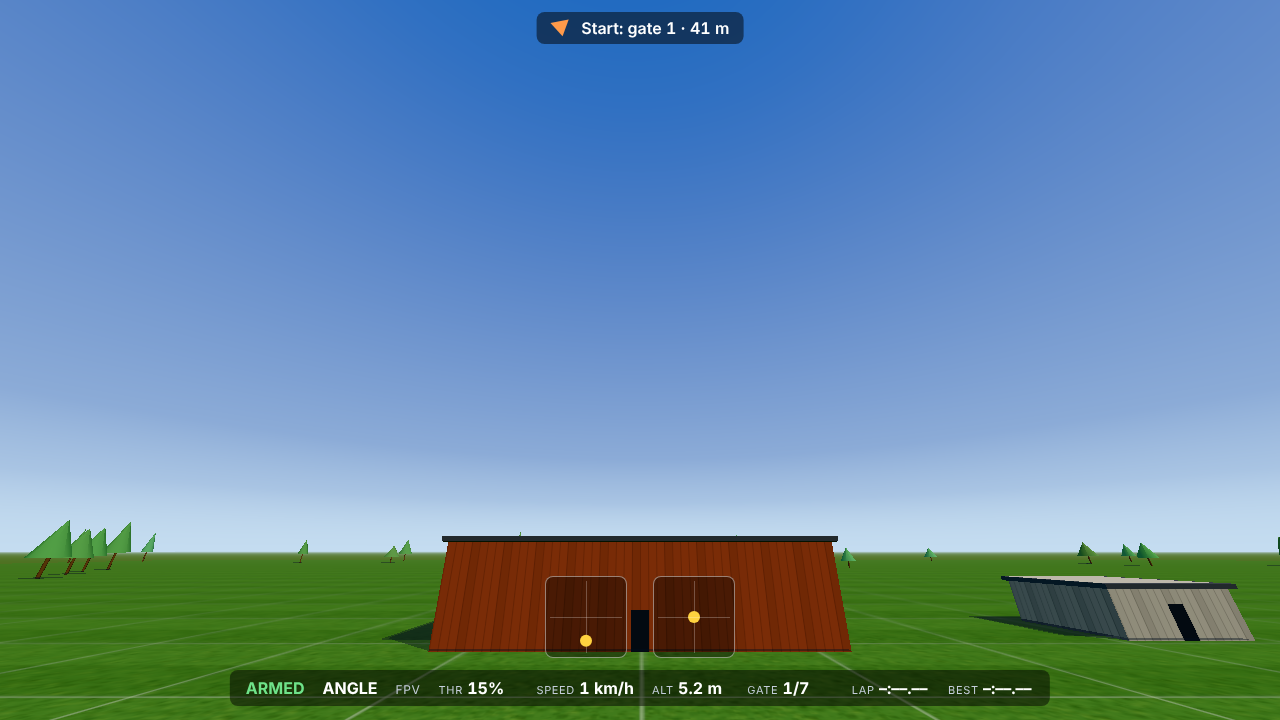 Start: gate 1 · 41 m
ARMED ANGLE FPV THR 15% SPEED 1 km/h ALT 5.2 m GATE 1/7 LAP –:––.–– BEST –:––.––